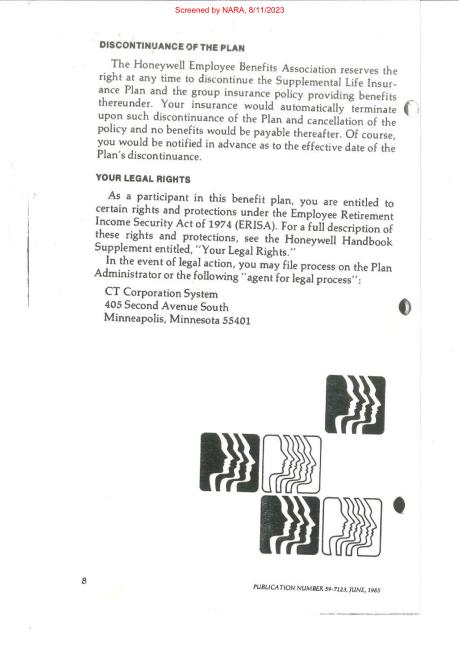 Screened by NARA, 8/11/2023
DISCONTINUANCE OF THE PLAN
The Honeywell Employee Benefits Association reserves the
right at any time to discontinue the Supplemental Life Insur-
ance Plan and the group insurance policy providing benefits
thereunder. Your insurance would automatically terminate
upon such discontinuance of the Plan and cancellation of the
policy and no benefits would be payable thereafter. Of course,
you would be notified in advance as to the effective date of the
Plan's discontinuance.
YOUR LEGAL RIGHTS
As a participant in this benefit plan, you are entitled to
certain rights and protections under the Employee Retirement
Income Security Act of 1974 (ERISA). For a full description of
these rights and protections, see the Honeywell Handbook
Supplement entitled, "Your Legal Rights."
In the event of legal action, you may file process on the Plan
Administrator or the following "agent for legal process":
CT Corporation System
405 Second Avenue South
Minneapolis, Minnesota 55401
8
PUBLICATION NUMBER 59-7123, JUNE, 1985